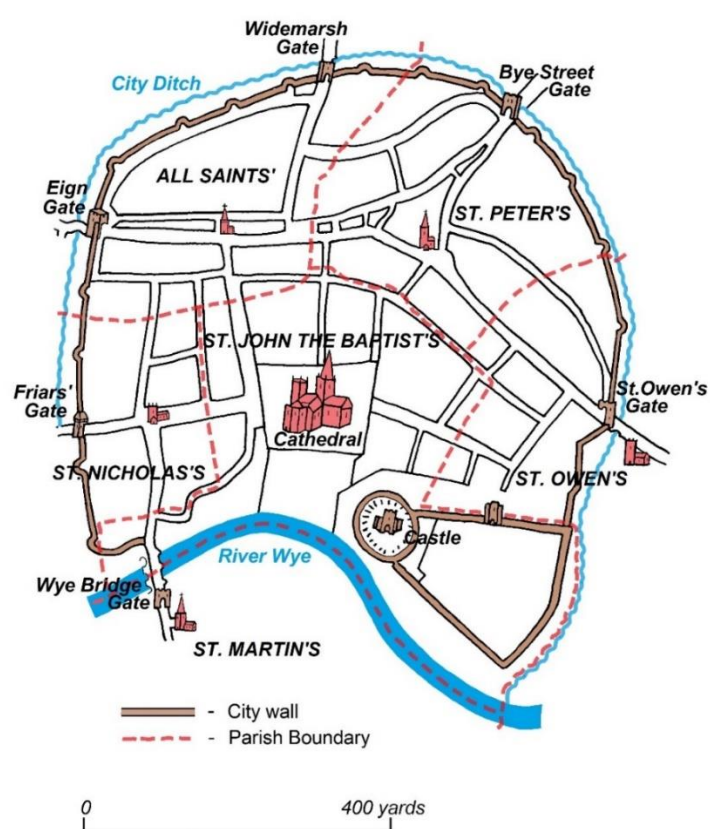 Widemarsh
Gate
Bye Street
Gate
City Ditch
ALL SAINTS'
Eign
Gate
ST. PETER'S
ST. JOHN THE BAPTIST'S
Friars'
Gate
St.Owen's
Gate
Cathedral
ST. NICHOLAS'S
ST. OWEN'S
Castle
River Wye
Wye Bridge
Gate
ST. MARTIN'S
- City wall
- Parish Boundary
0 400 yards